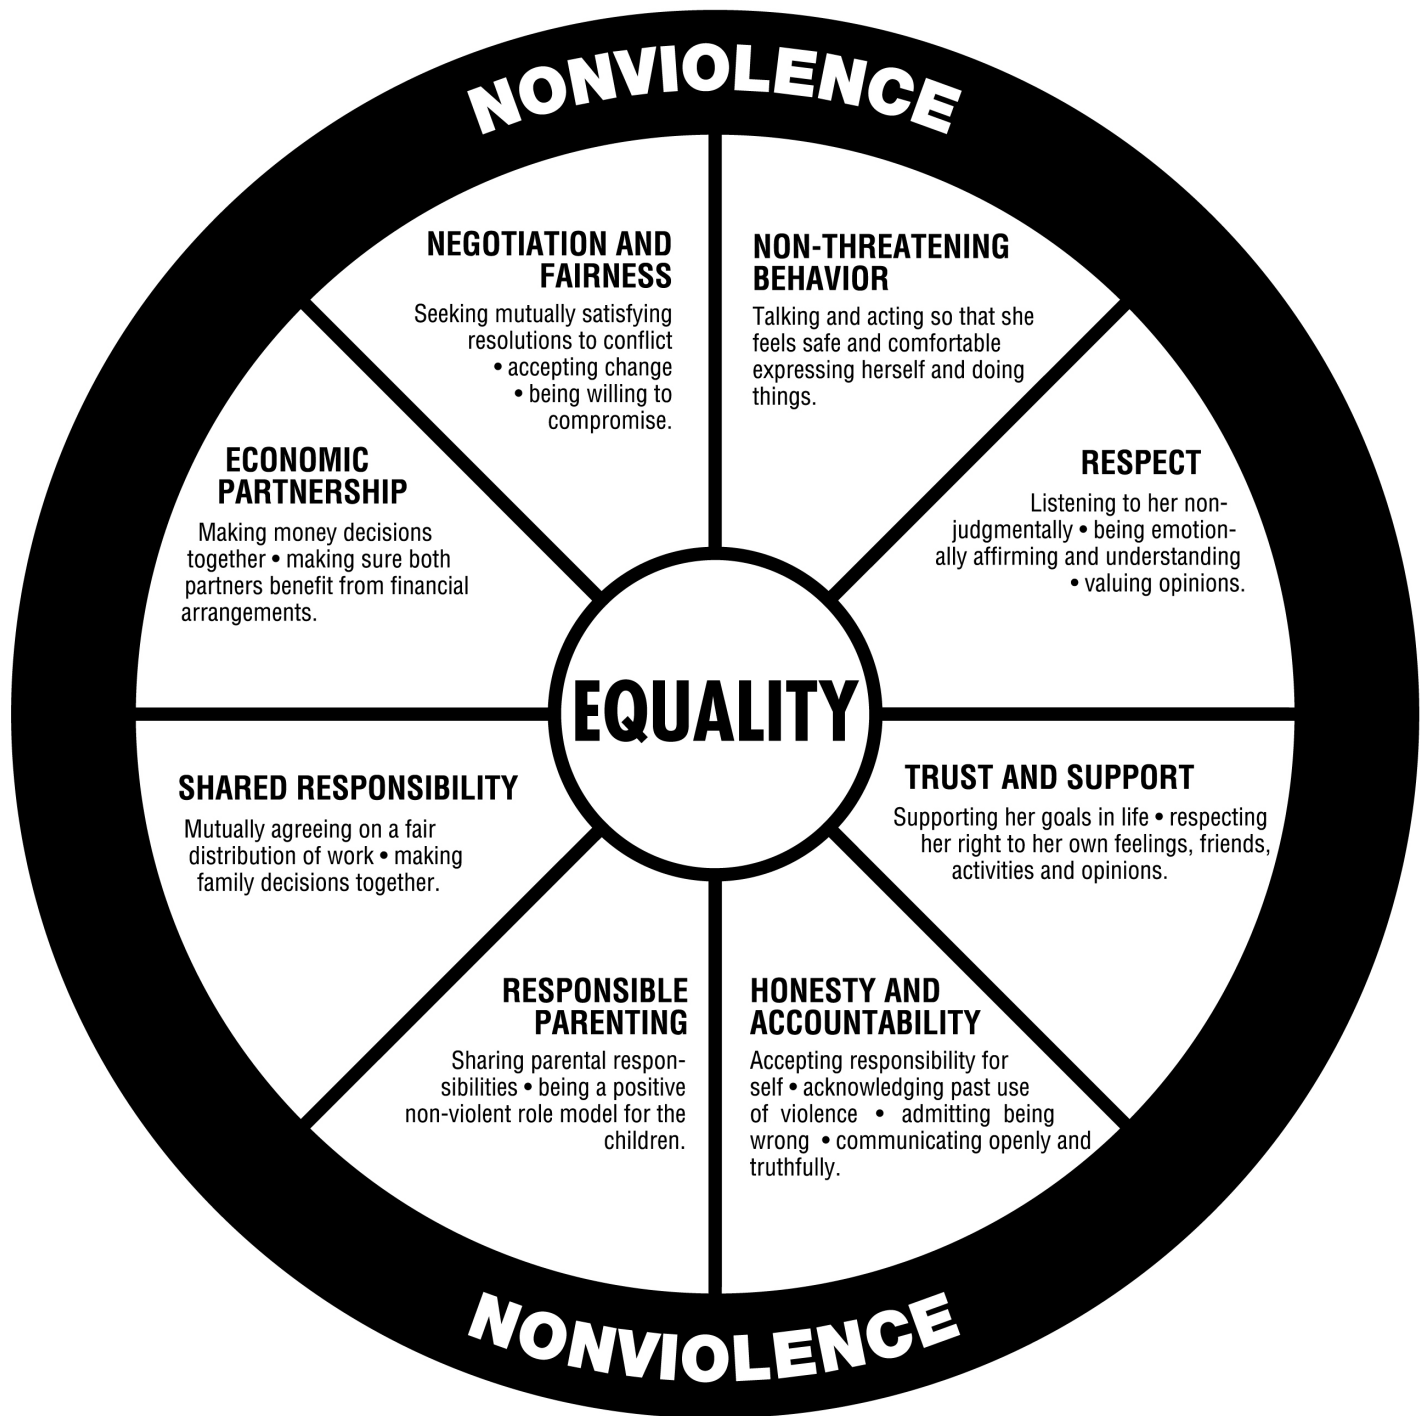 NONVIOLENCE
NEGOTIATION AND
FAIRNESS
Seeking mutually satisfying
resolutions to conflict
• accepting change
• being willing to
compromise.
NON-THREATENING
BEHAVIOR
Talking and acting so that she
feels safe and comfortable
expressing herself and doing
things.
ECONOMIC
PARTNERSHIP
Making money decisions
together • making sure both
partners benefit from financial
arrangements.
RESPECT
Listening to her non-
judgmentally • being emotion-
ally affirming and understanding
• valuing opinions.
EQUALITY
SHARED RESPONSIBILITY
Mutually agreeing on a fair
distribution of work • making
family decisions together.
TRUST AND SUPPORT
Supporting her goals in life • respecting
her right to her own feelings, friends,
activities and opinions.
RESPONSIBLE
PARENTING
Sharing parental respon-
sibilities • being a positive
non-violent role model for the
children.
HONESTY AND
ACCOUNTABILITY
Accepting responsibility for
self • acknowledging past use
of violence • admitting being
wrong • communicating openly and
truthfully.
NONVIOLENCE